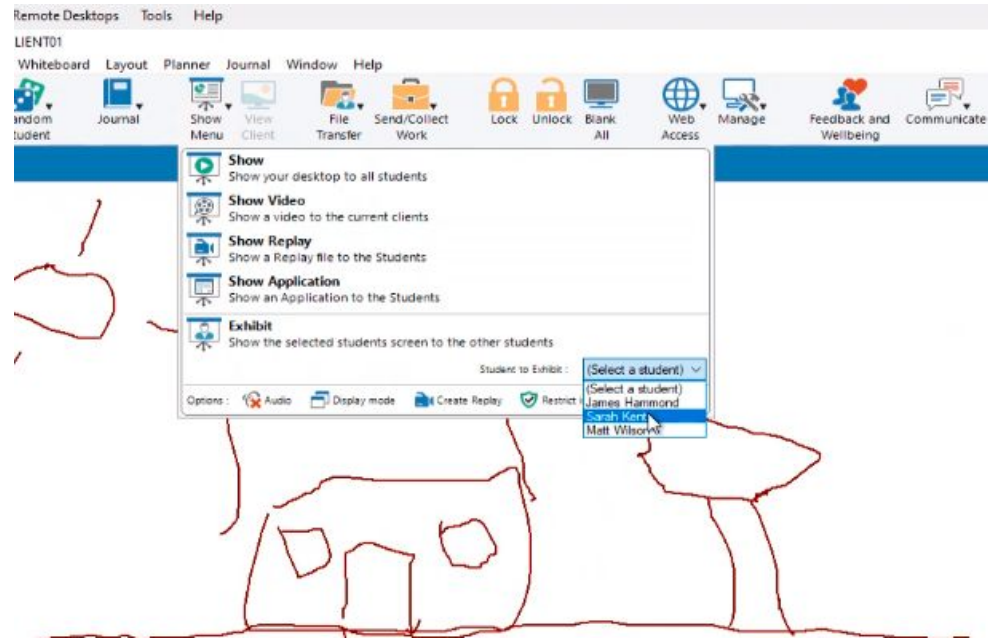 Remote Desktops Tools Help
LIENT01
Whiteboard Layout Planner Journal Window Help
andom
tudent
Journal
Show
Menu
View
Client
File
Transfer
Send/Collect
Work
Lock
Unlock
Blank
All
Web
Access
Manage
Feedback and
Wellbeing
Communicate
Show
Show your desktop to all students
Show Video
Show a video to the current clients
Show Replay
Show a Replay file to the Students
Show Application
Show an Application to the Students
Exhibit
Show the selected students screen to the other students
Student to Exhibit : (Select a student)
(Select a student)
James Hammond
Sarah Kent
Matt Wilson
Options : Audio Display mode Create Replay Restrict